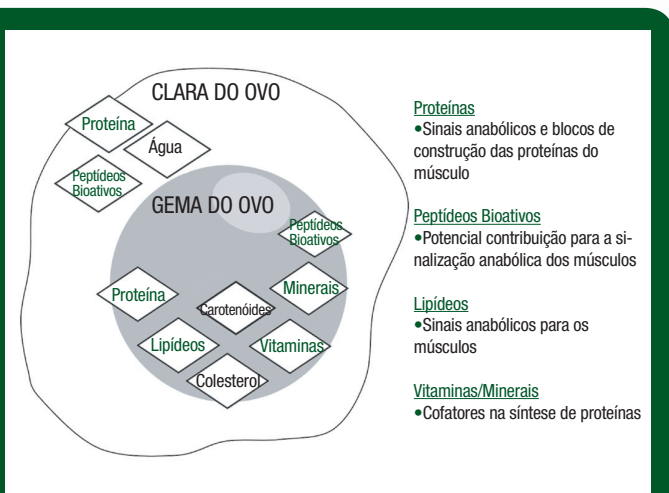 CLARA DO OVO
Proteína
Água
Peptídeos
Bioativos
GEMA DO OVO
Peptídeos
Bioativos
Proteína
Carotenóides
Minerais
Lipídeos
Vitaminas
Colesterol
Proteínas
•Sinais anabólicos e blocos de
construção das proteínas do
músculo
Peptídeos Bioativos
•Potencial contribuição para a si-
nalização anabólica dos músculos
Lipídeos
•Sinais anabólicos para os
músculos
Vitaminas/Minerais
•Cofatores na síntese de proteínas